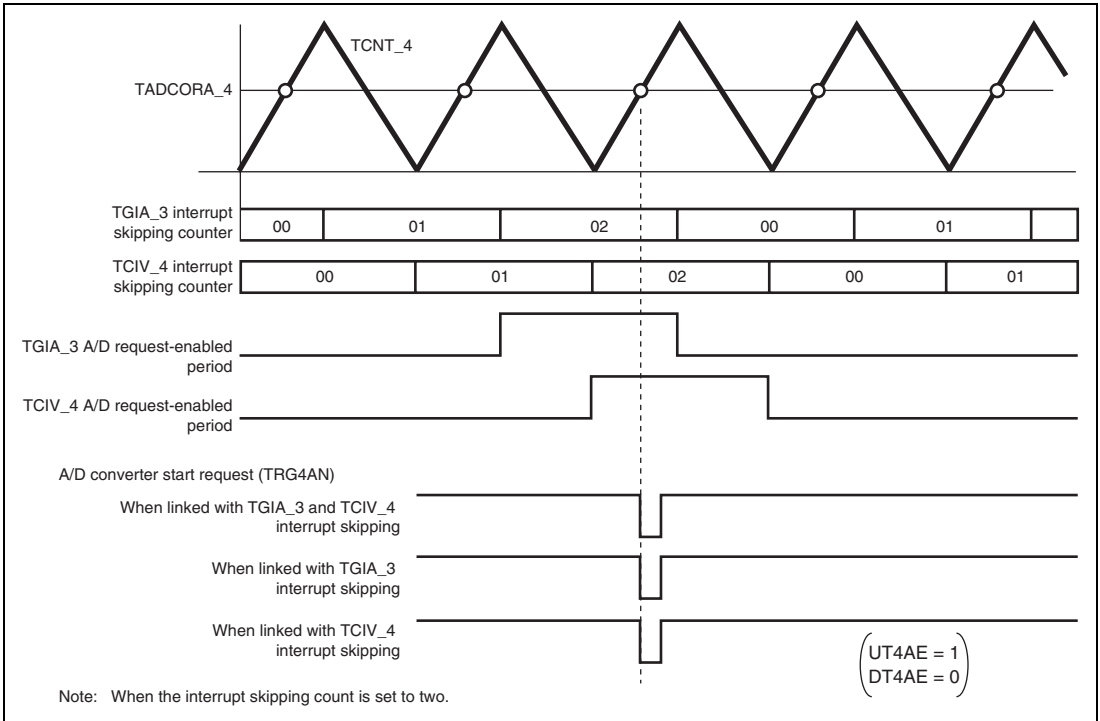 TCNT_4
TADCORA_4
TGIA_3 interrupt
skipping counter
00 01 02 00 01
TCIV_4 interrupt
skipping counter
00 01 02 00 01
TGIA_3 A/D request-enabled
period
TCIV_4 A/D request-enabled
period
A/D converter start request (TRG4AN)
When linked with TGIA_3 and TCIV_4
interrupt skipping
When linked with TGIA_3
interrupt skipping
When linked with TCIV_4
interrupt skipping
UT4AE = 1
DT4AE = 0
Note: When the interrupt skipping count is set to two.